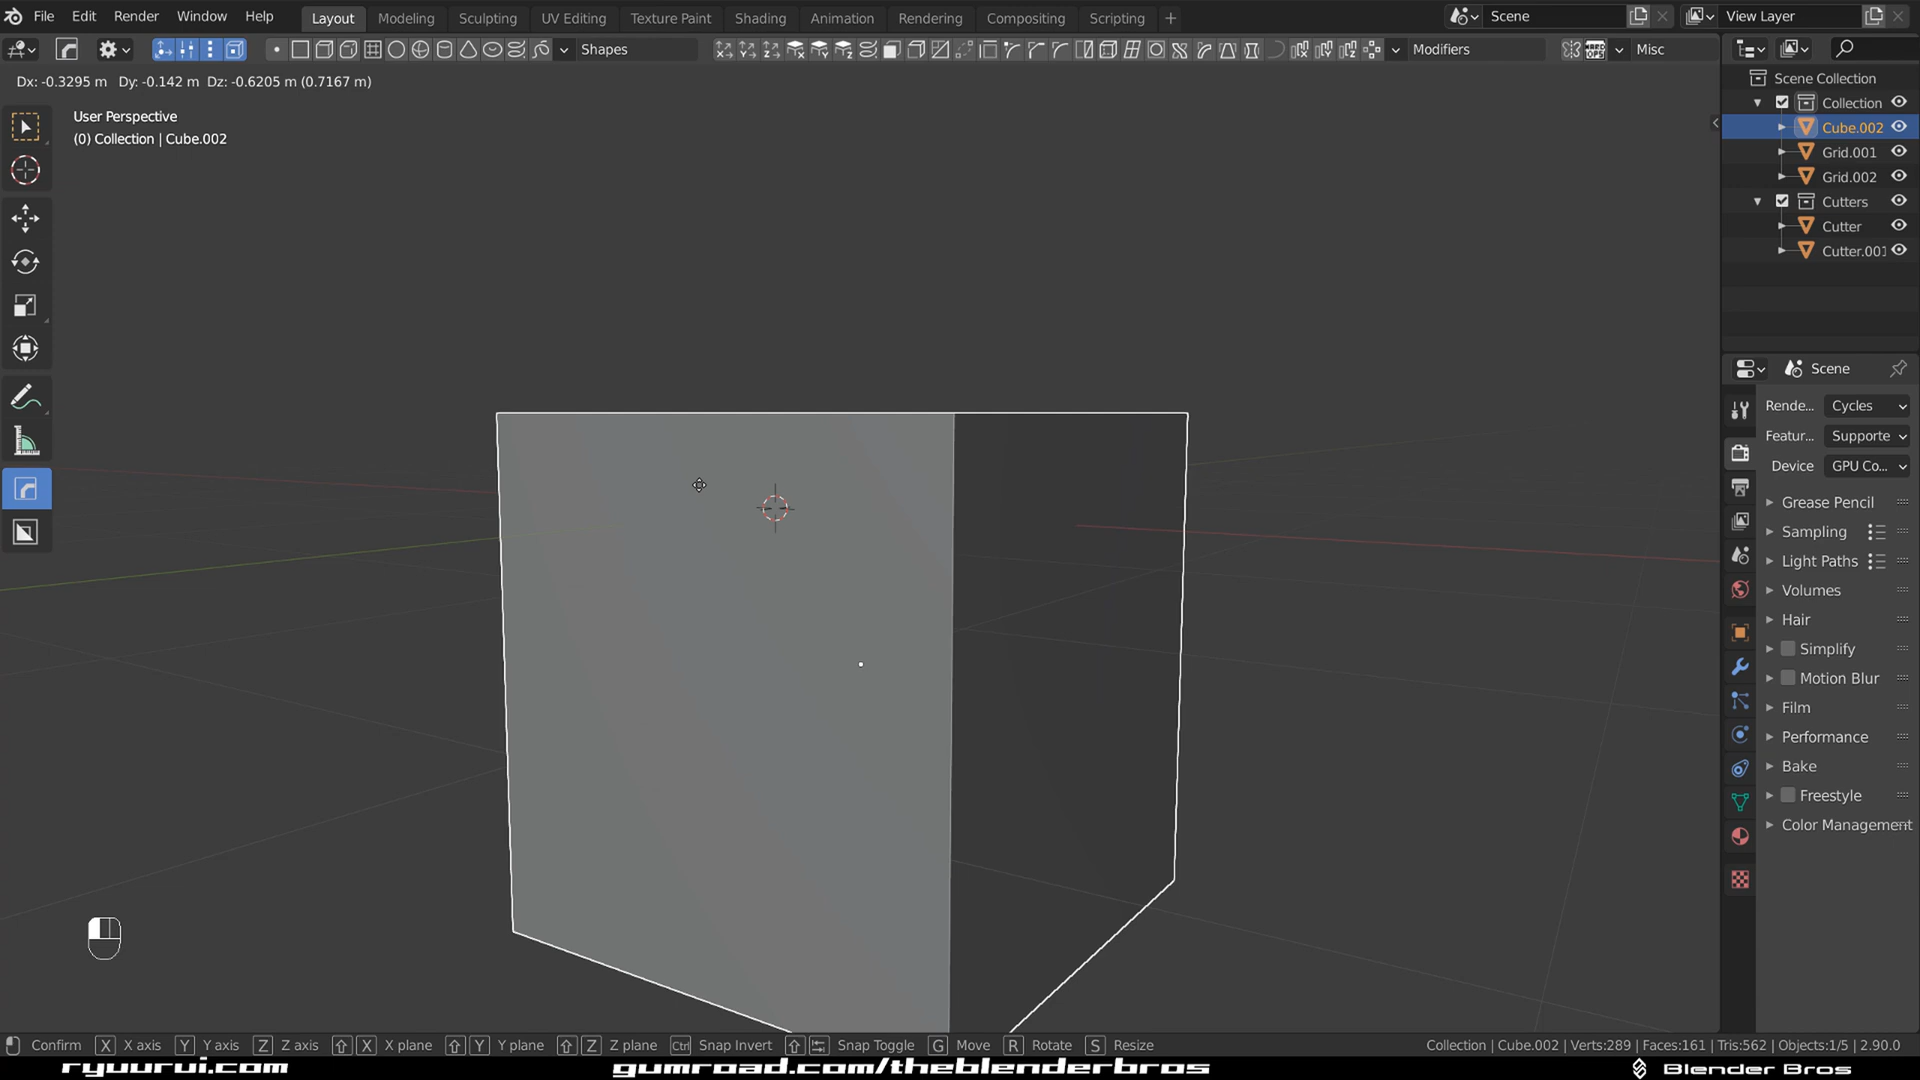 File Edit Render Window Help Layout Modeling Sculpting UV Editing Texture Paint Shading Animation Rendering Compositing Scripting + Scene View Layer
Shapes Modifiers Misc
Dx: -0.3295 m Dy: -0.142 m Dz: -0.6205 m (0.7167 m)
User Perspective
(0) Collection | Cube.002
Scene Collection
Collection
Cube.002
Grid.001
Grid.002
Cutters
Cutter
Cutter.001
Scene
Rende... Cycles
Featur... Supporte
Device GPU Co...
Grease Pencil
Sampling
Light Paths
Volumes
Hair
Simplify
Motion Blur
Film
Performance
Bake
Freestyle
Color Management
Confirm X X axis Y Y axis Z Z axis X X plane Y Y plane Z Z plane Ctrl Snap Invert Snap Toggle G Move R Rotate S Resize Collection | Cube.002 | Verts:289 | Faces:161 | Tris:562 | Objects:1/5 | 2.90.0
ryuurui.com gumroad.com/theblenderbros Blender Bros